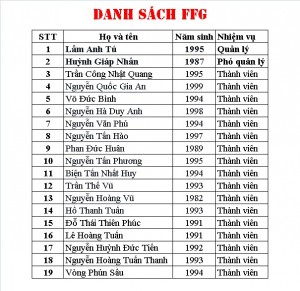 DANH SÁCH FFG
STT Họ và tên Năm sinh Nhiệm vụ
1 Lâm Anh Tú 1995 Quản lý
2 Huỳnh Giáp Nhân 1987 Phó quản lý
3 Trần Công Nhật Quang 1995 Thành viên
4 Nguyễn Quốc Gia An 1999 Thành viên
5 Võ Đức Bình 1994 Thành viên
6 Nguyễn Hà Duy Anh 1998 Thành viên
7 Nguyễn Văn Phú 1994 Thành viên
8 Nguyễn Tấn Hào 1997 Thành viên
9 Phan Đức Huân 1989 Thành viên
10 Nguyễn Tấn Phương 1995 Thành viên
11 Biện Tấn Nhất Huy 1994 Thành viên
12 Trần Thế Vũ 1993 Thành viên
13 Nguyễn Hoàng Vũ 1982 Thành viên
14 Hồ Thanh Tuấn 1993 Thành viên
15 Đỗ Thái Thiên Phúc 1991 Thành viên
16 Lê Hoàng Tuấn 1991 Thành viên
17 Nguyễn Huỳnh Đức Tiến 1992 Thành viên
18 Nguyễn Hoàng Tuấn Thanh 1993 Thành viên
19 Vòng Phún Sầu 1994 Thành viên